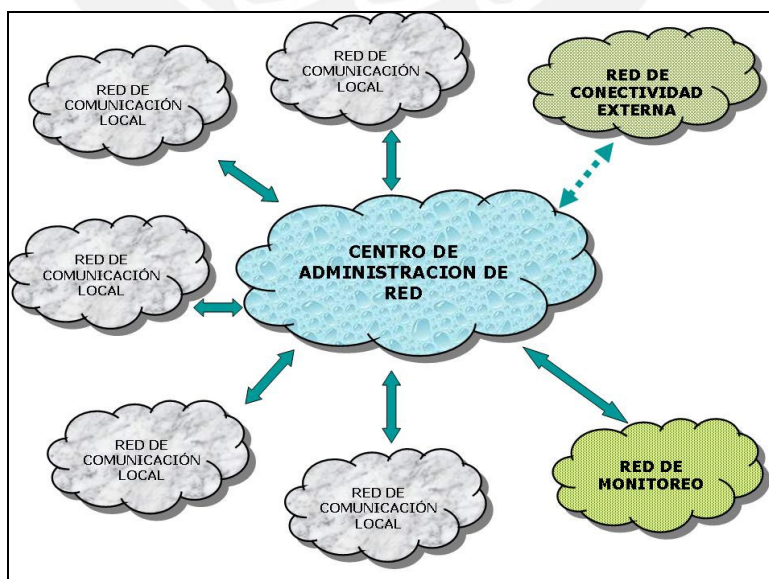 RED DE
COMUNICACIÓN
LOCAL
RED DE
COMUNICACIÓN
LOCAL
RED DE
CONECTIVIDAD
EXTERNA
RED DE
COMUNICACIÓN
LOCAL
CENTRO DE
ADMINISTRACION DE
RED
RED DE
COMUNICACIÓN
LOCAL
RED DE
COMUNICACIÓN
LOCAL
RED DE
MONITOREO